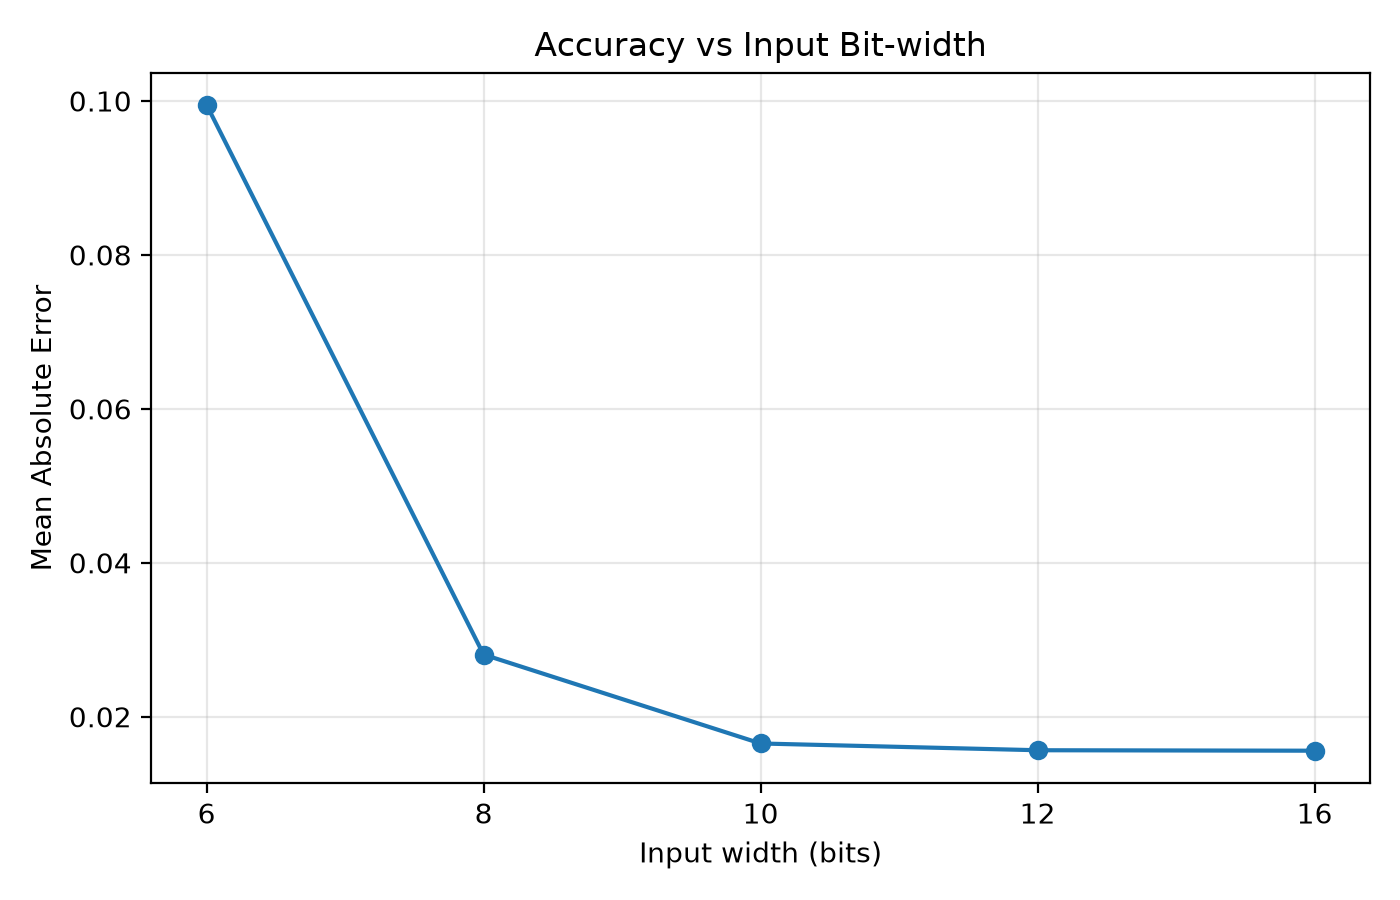 Accuracy vs Input Bit-width
0.10
0.08
0.06
0.04
0.02
Mean Absolute Error
6 8 10 12 16
Input width (bits)